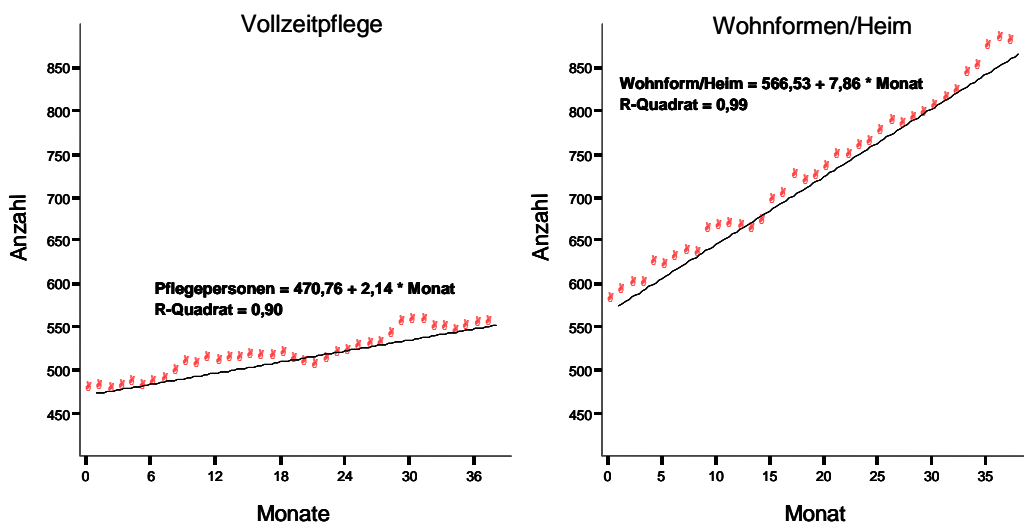 Vollzeitpflege
Anzahl
850
800
750
700
650
600
550
500
450
Pflegepersonen = 470,76 + 2,14 * Monat
R-Quadrat = 0,90
0 6 12 18 24 30 36
Monate
Wohnformen/Heim
Anzahl
850
800
750
700
650
600
550
500
450
Wohnform/Heim = 566,53 + 7,86 * Monat
R-Quadrat = 0,99
0 5 10 15 20 25 30 35
Monat